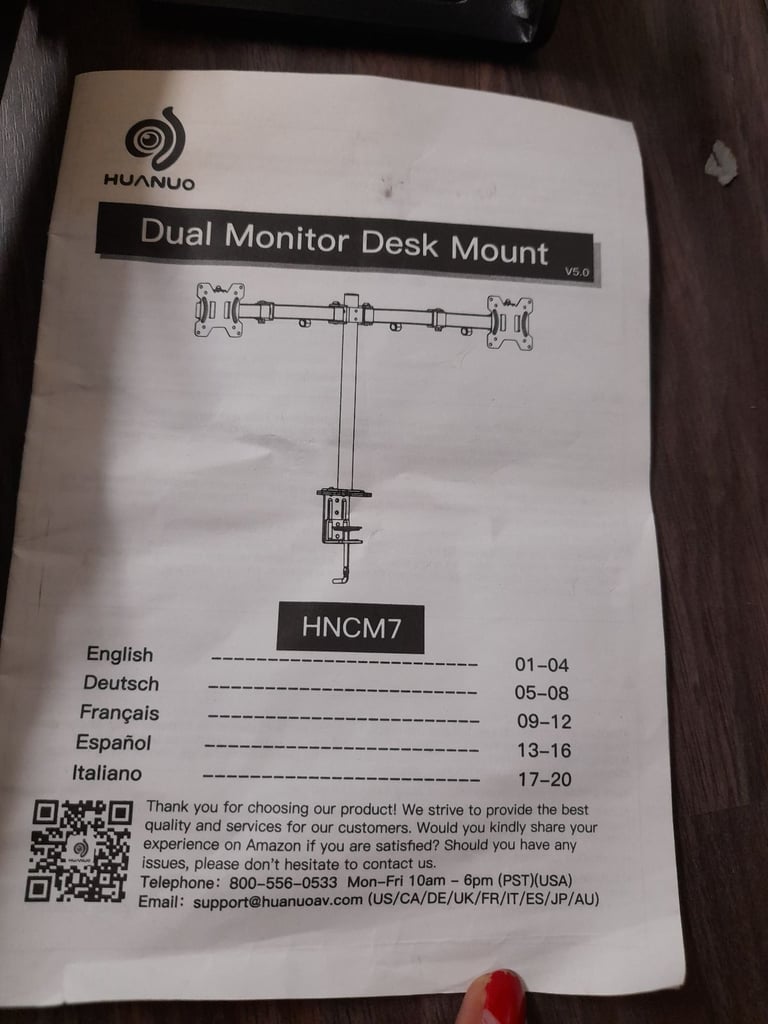 HUANUO
Dual Monitor Desk Mount
V5.0
HNCM7
English ------------------------ 01-04
Deutsch ------------------------ 05-08
Français ------------------------ 09-12
Español ------------------------ 13-16
Italiano ------------------------ 17-20
HUANUO
Thank you for choosing our product! We strive to provide the best
quality and services for our customers. Would you kindly share your
experience on Amazon if you are satisfied? Should you have any
issues, please don't hesitate to contact us.
Telephone: 800-556-0533 Mon-Fri 10am - 6pm (PST)(USA)
Email: support@huanuoav.com (US/CA/DE/UK/FR/IT/ES/JP/AU)